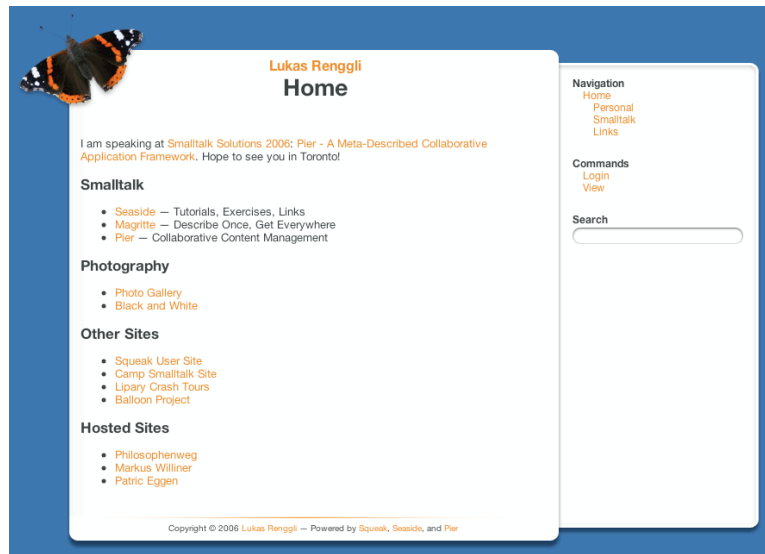 Lukas Renggli
Home
I am speaking at Smalltalk Solutions 2006: Pier - A Meta-Described Collaborative
Application Framework. Hope to see you in Toronto!
Smalltalk
• Seaside — Tutorials, Exercises, Links
• Magritte — Describe Once, Get Everywhere
• Pier — Collaborative Content Management
Photography
• Photo Gallery
• Black and White
Other Sites
• Squeak User Site
• Camp Smalltalk Site
• Lipary Crash Tours
• Balloon Project
Hosted Sites
• Philosophenweg
• Markus Williner
• Patric Eggen
Copyright © 2006 Lukas Renggli — Powered by Squeak, Seaside, and Pier
Navigation
Home
Personal
Smalltalk
Links
Commands
Login
View
Search